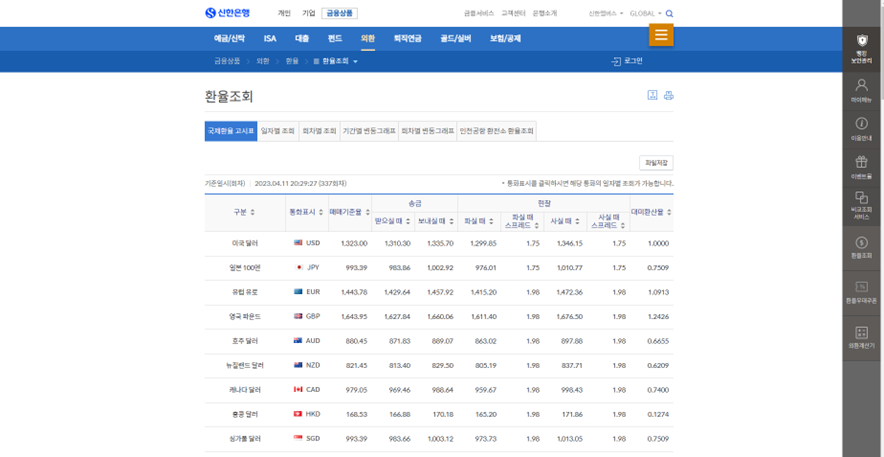 신한은행 개인 기업 금융상품 금융서비스 고객센터 은행소개 신한멤버스 GLOBAL
예금/신탁 ISA 대출 펀드 외환 퇴직연금 골드/실버 보험/공제
금융상품 외환 환율 환율조회 로그인
환율조회
국제환율 고시표 일자별 조회 회차별 조회 기간별 변동그래프 회차별 변동그래프 인천공항 환전소 환율조회
파일저장
기준일시(회차) 2023.04.11 20:29:27 (337회차) * 통화표시를 클릭하시면 해당 통화의 일자별 조회가 가능합니다.
구분 통화표시 매매기준율 송금 현찰 대미환산율
받으실 때 보내실 때 파실 때 파실 때 스프레드 사실 때 사실 때 스프레드
미국 달러 USD 1,323.00 1,310.30 1,335.70 1,299.85 1.75 1,346.15 1.75 1.0000
일본 100엔 JPY 993.39 983.86 1,002.92 976.01 1.75 1,010.77 1.75 0.7509
유럽 유로 EUR 1,443.78 1,429.64 1,457.92 1,415.20 1.98 1,472.36 1.98 1.0913
영국 파운드 GBP 1,643.95 1,627.84 1,660.06 1,611.40 1.98 1,676.50 1.98 1.2426
호주 달러 AUD 880.45 871.83 889.07 863.02 1.98 897.88 1.98 0.6655
뉴질랜드 달러 NZD 821.45 813.40 829.50 805.19 1.98 837.71 1.98 0.6209
캐나다 달러 CAD 979.05 969.46 988.64 959.67 1.98 998.43 1.98 0.7400
홍콩 달러 HKD 168.53 166.88 170.18 165.20 1.98 171.86 1.98 0.1274
싱가폴 달러 SGD 993.39 983.66 1,003.12 973.73 1.98 1,013.05 1.98 0.7509
뱅킹
보안관리
마이메뉴
이용안내
이벤트몰
비교조회
서비스
환율조회
환율우대쿠폰
외환계산기